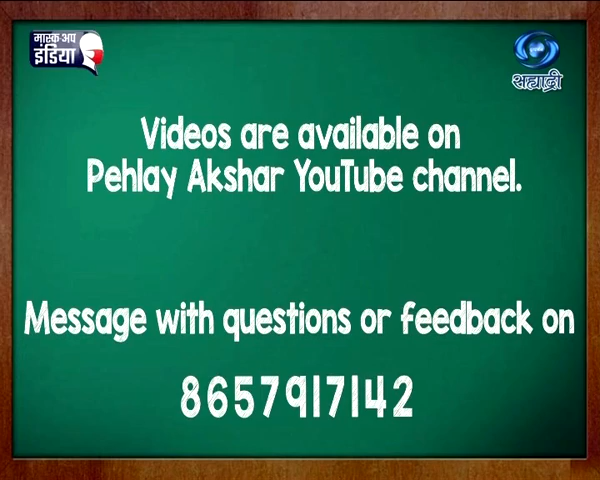 मास्क अप
इंडिया
सह्याद्री
Videos are available on
Pehlay Akshar YouTube channel.
Message with questions or feedback on
8657917142